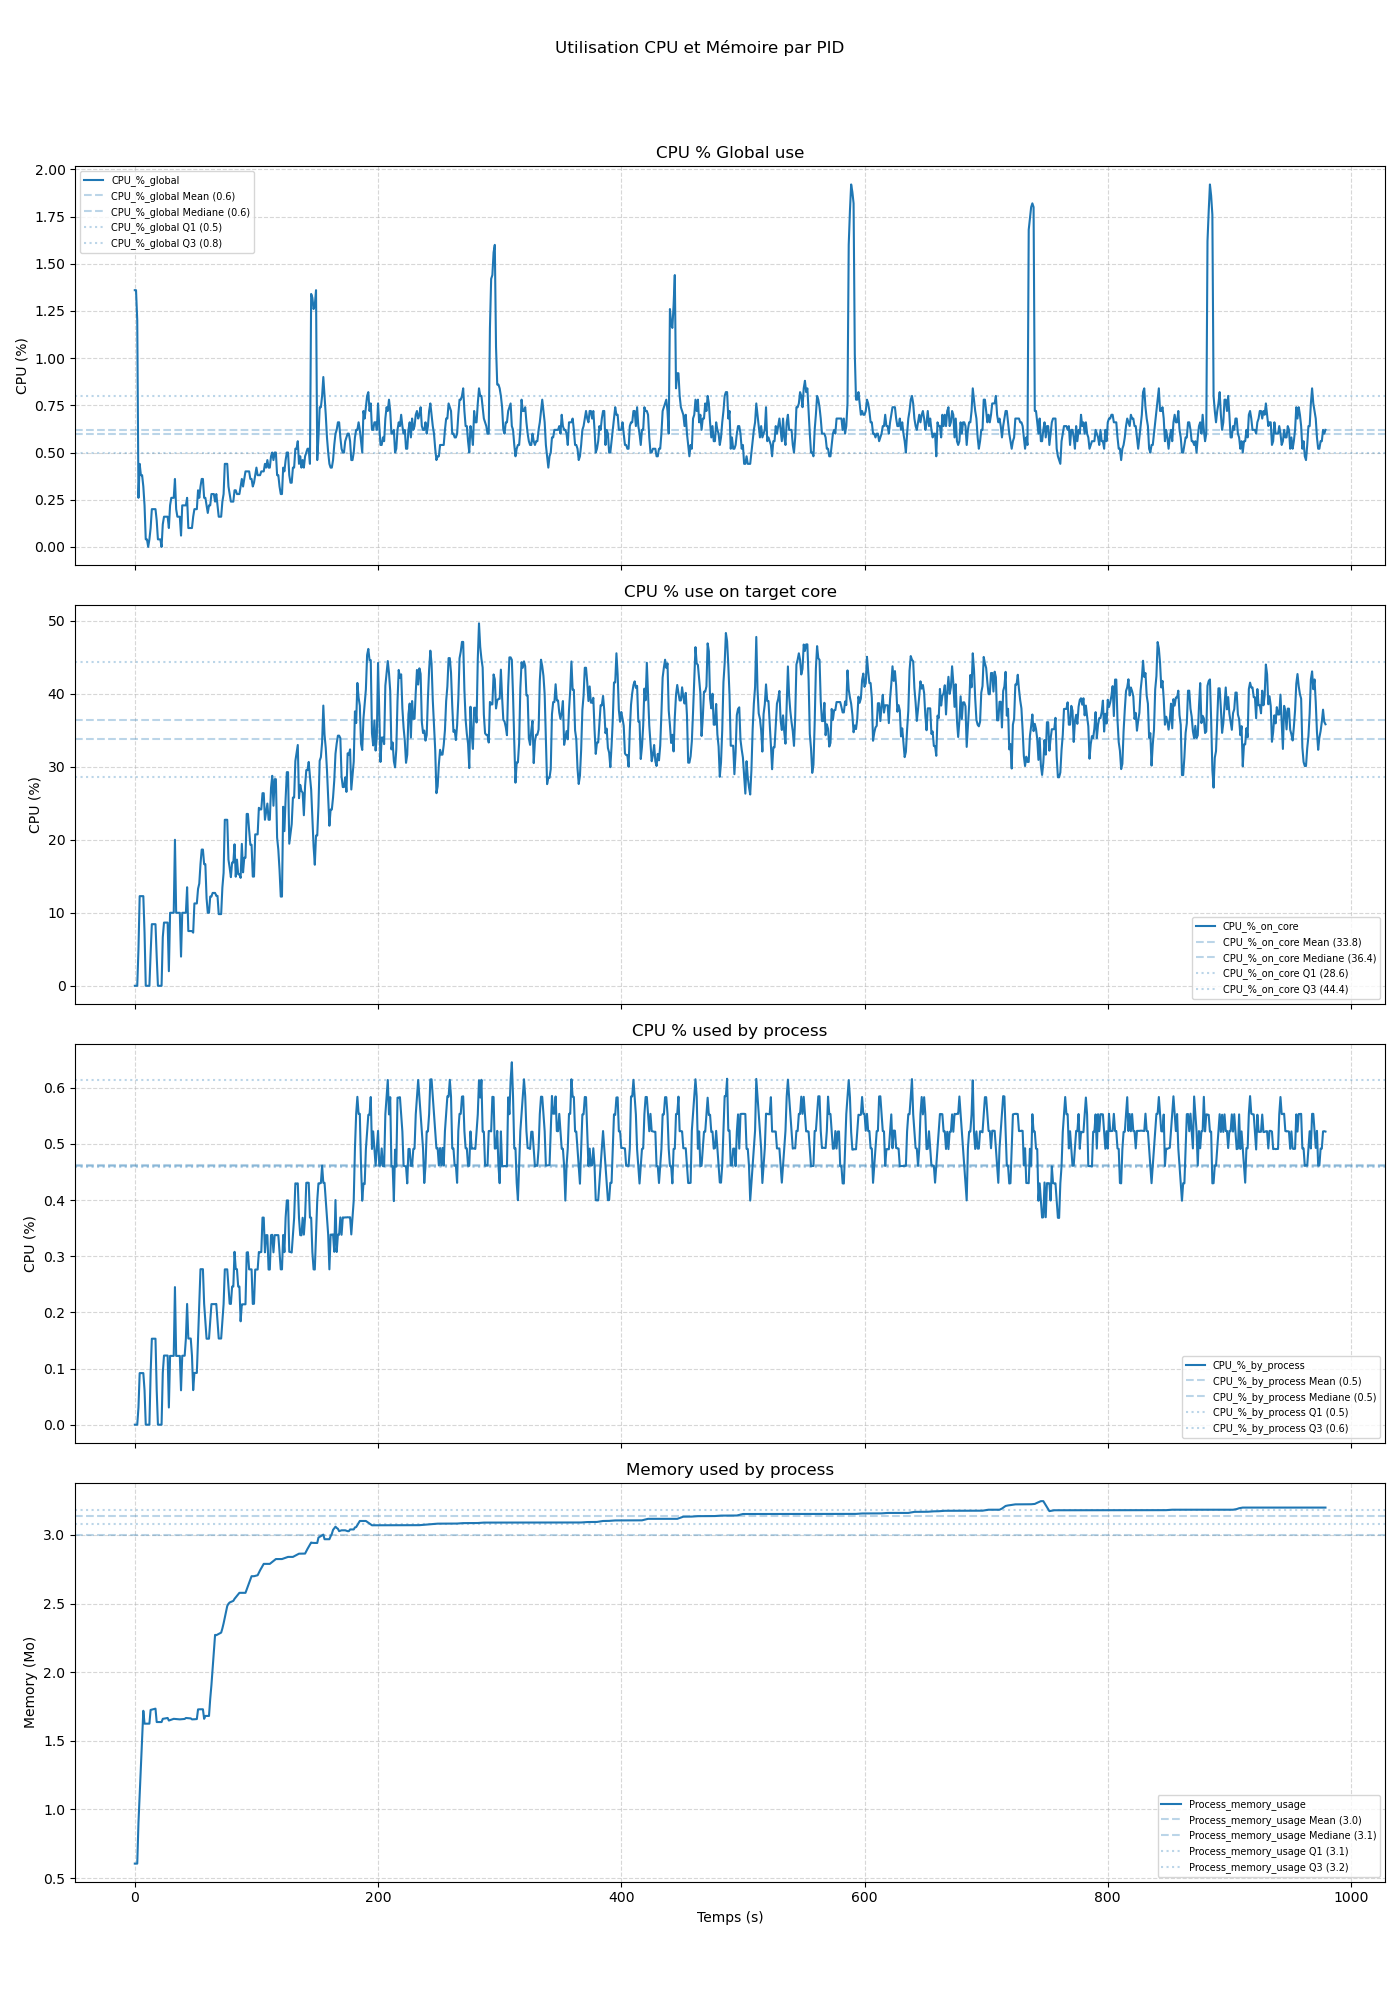 Utilisation CPU et Mémoire par PID
CPU % Global use
2.00
1.75
1.50
1.25
1.00
0.75
0.50
0.25
0.00
CPU (%)
CPU_%_global
CPU_%_global Mean (0.6)
CPU_%_global Mediane (0.6)
CPU_%_global Q1 (0.5)
CPU_%_global Q3 (0.8)
CPU % use on target core
50
40
30
20
10
0
CPU (%)
CPU_%_on_core
CPU_%_on_core Mean (33.8)
CPU_%_on_core Mediane (36.4)
CPU_%_on_core Q1 (28.6)
CPU_%_on_core Q3 (44.4)
CPU % used by process
0.6
0.5
0.4
0.3
0.2
0.1
0.0
CPU (%)
CPU_%_by_process
CPU_%_by_process Mean (0.5)
CPU_%_by_process Mediane (0.5)
CPU_%_by_process Q1 (0.5)
CPU_%_by_process Q3 (0.6)
Memory used by process
3.0
2.5
2.0
1.5
1.0
0.5
Memory (Mo)
Process_memory_usage
Process_memory_usage Mean (3.0)
Process_memory_usage Mediane (3.1)
Process_memory_usage Q1 (3.1)
Process_memory_usage Q3 (3.2)
0 200 400 600 800 1000
Temps (s)